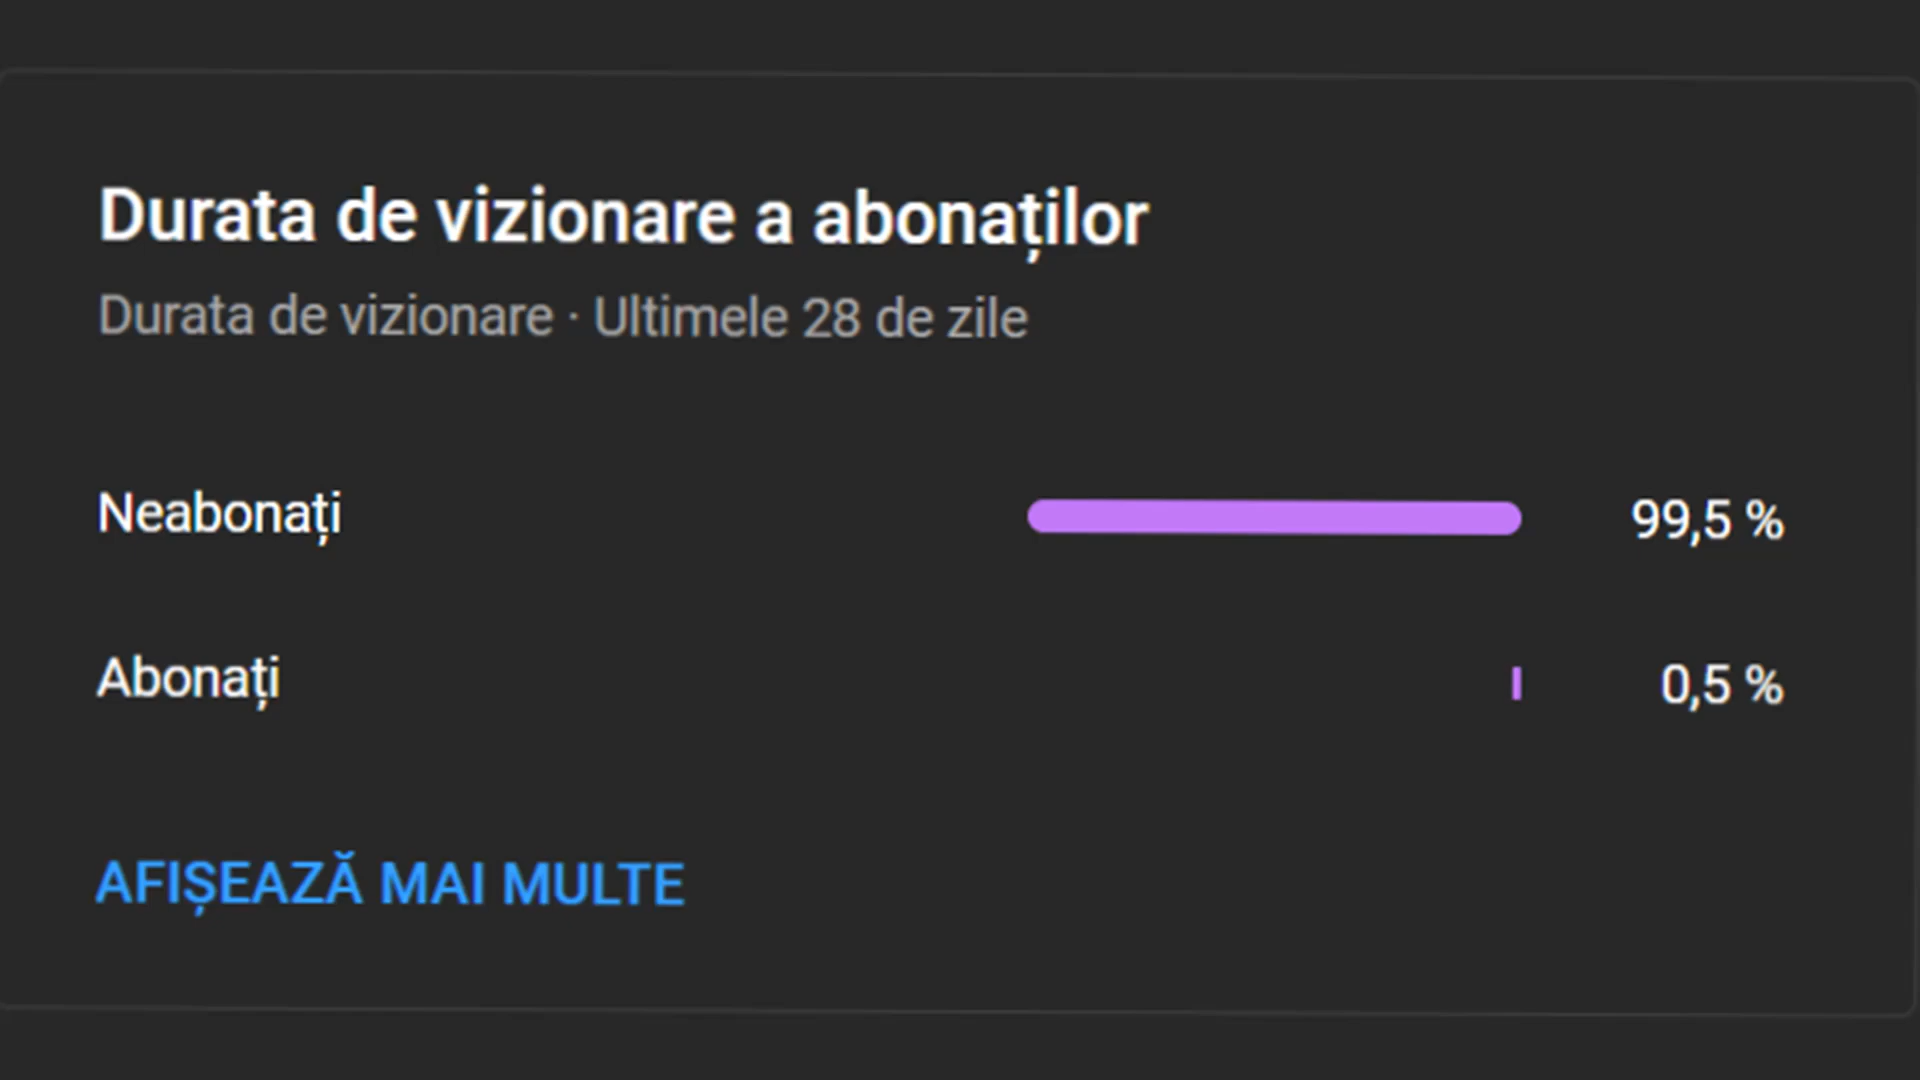 Durata de vizionare a abonaților
Durata de vizionare · Ultimele 28 de zile
Neabonați 99,5 %
Abonați 0,5 %
AFIȘEAZĂ MAI MULTE